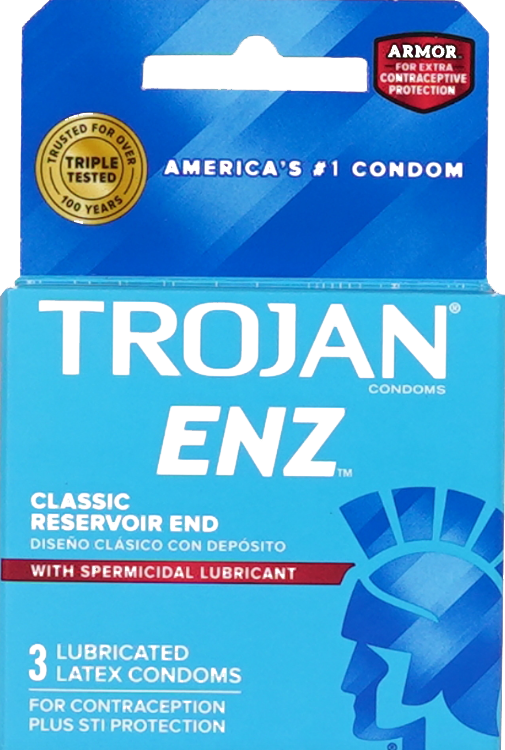 ARMOR
FOR EXTRA
CONTRACEPTIVE
PROTECTION
TRUSTED FOR OVER
TRIPLE
TESTED
100 YEARS
AMERICA'S #1 CONDOM
TROJAN®
CONDOMS
ENZ™
CLASSIC
RESERVOIR END
DISEÑO CLÁSICO CON DEPÓSITO
WITH SPERMICIDAL LUBRICANT
3 LUBRICATED
LATEX CONDOMS
FOR CONTRACEPTION
PLUS STI PROTECTION
®